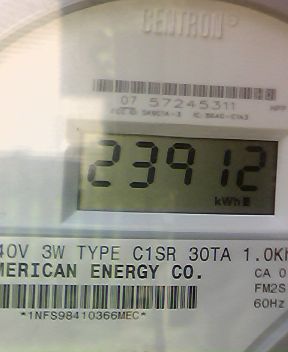 CENTRON®
07 57245311
23912
kWh
40V 3W TYPE C1SR 30TA 1.0Kh
MERICAN ENERGY CO.
CA 0
FM2S
60Hz
*1NFS98410366MEC*